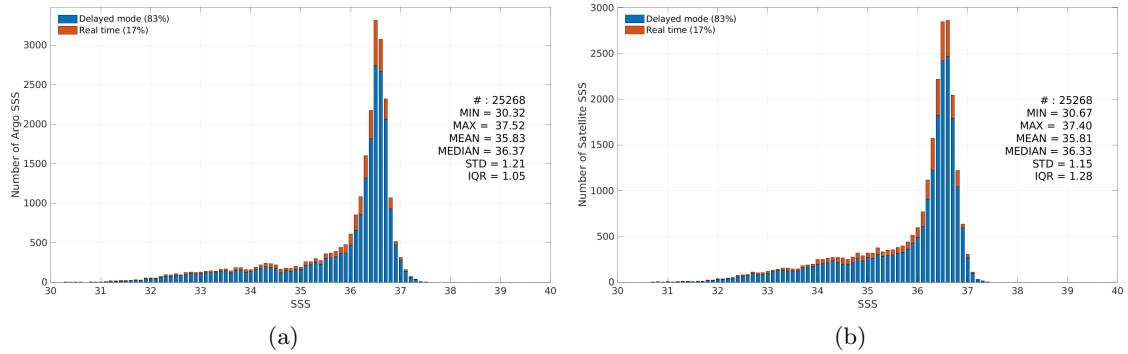 Delayed mode (83%)
Real time (17%)
3000
2500
2000
1500
1000
500
0
Number of Argo SSS
# : 25268
MIN = 30.32
MAX = 37.52
MEAN = 35.83
MEDIAN = 36.37
STD = 1.21
IQR = 1.05
30 31 32 33 34 35 36 37 38 39 40
SSS
(a)
Delayed mode (83%)
Real time (17%)
3000
2500
2000
1500
1000
500
0
Number of Satellite SSS
# : 25268
MIN = 30.67
MAX = 37.40
MEAN = 35.81
MEDIAN = 36.33
STD = 1.15
IQR = 1.28
30 31 32 33 34 35 36 37 38 39 40
SSS
(b)